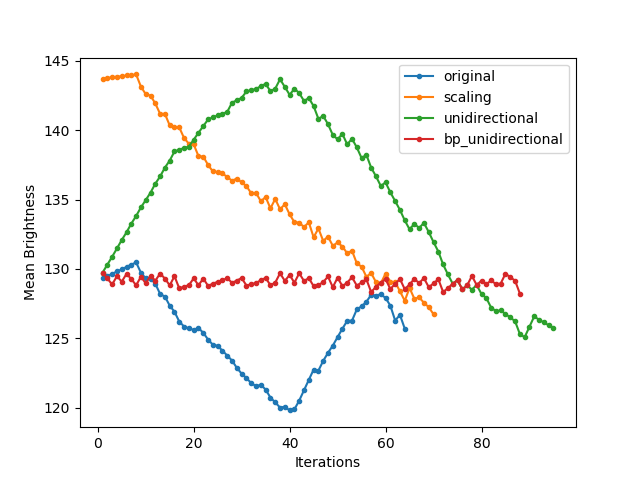 145
140
135
130
125
120
Mean Brightness
0
20
40
60
80
Iterations
original
scaling
unidirectional
bp_unidirectional